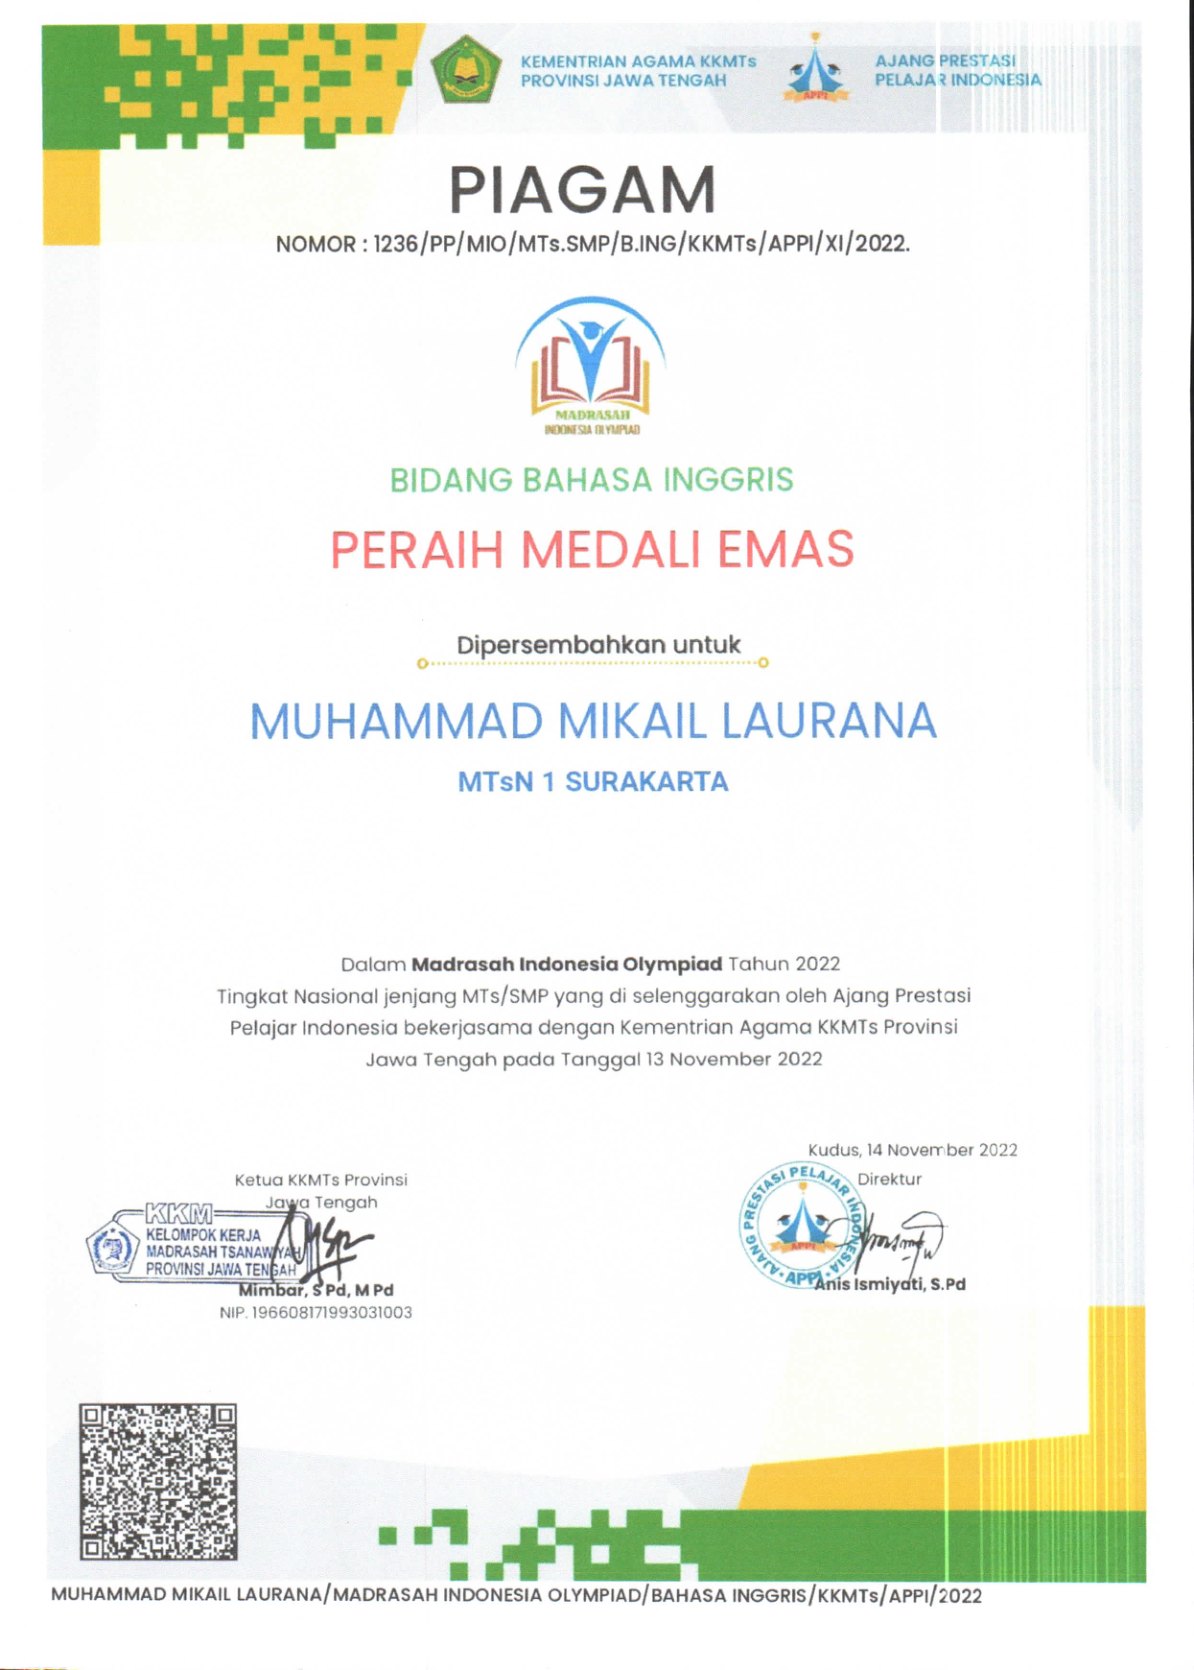 KEMENTRIAN AGAMA KKMTs
PROVINSI JAWA TENGAH
APPI
AJANG PRESTASI
PELAJAR INDONESIA
PIAGAM
NOMOR : 1236/PP/MIO/MTs.SMP/B.ING/KKMTs/APPI/XI/2022.
MADRASAH
INDONESIA OLYMPIAD
BIDANG BAHASA INGGRIS
PERAIH MEDALI EMAS
Dipersembahkan untuk
MUHAMMAD MIKAIL LAURANA
MTsN 1 SURAKARTA
Dalam Madrasah Indonesia Olympiad Tahun 2022
Tingkat Nasional jenjang MTs/SMP yang di selenggarakan oleh Ajang Prestasi
Pelajar Indonesia bekerjasama dengan Kementrian Agama KKMTs Provinsi
Jawa Tengah pada Tanggal 13 November 2022
Ketua KKMTs Provinsi
Jawa Tengah
KKM
KELOMPOK KERJA
MADRASAH TSANAWIYAH
PROVINSI JAWA TENGAH
Mimbar, S Pd, M Pd
NIP. 196608171993031003
Kudus, 14 November 2022
Direktur
AJANG PRESTASI PELAJAR INDONESIA
APPI
APPI
Anis Ismiyati, S.Pd
MUHAMMAD MIKAIL LAURANA/MADRASAH INDONESIA OLYMPIAD/BAHASA INGGRIS/KKMTs/APPI/2022